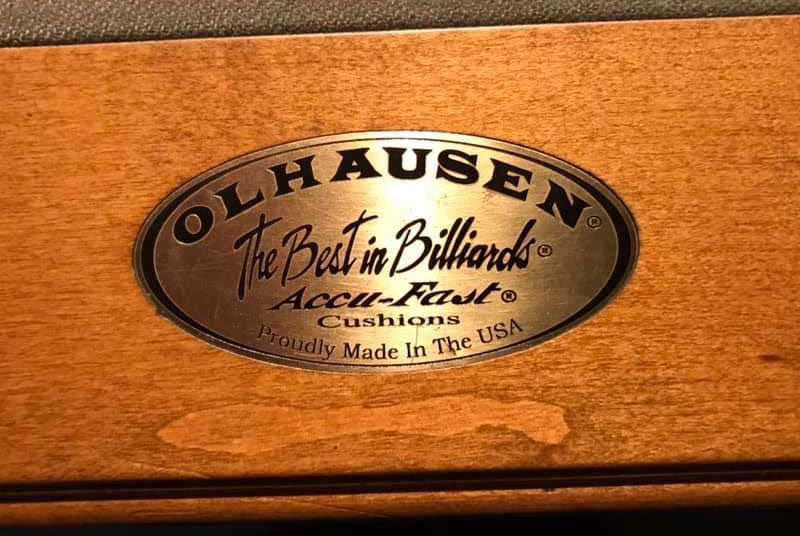 OLHAUSEN®
The Best in Billiards®
Accu-Fast®
Cushions
Proudly Made In The USA